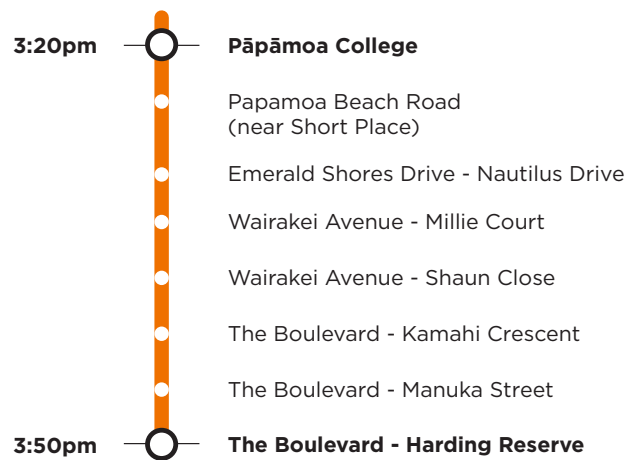 3:20pm Pāpāmoa College
Papamoa Beach Road
(near Short Place)
Emerald Shores Drive - Nautilus Drive
Wairakei Avenue - Millie Court
Wairakei Avenue - Shaun Close
The Boulevard - Kamahi Crescent
The Boulevard - Manuka Street
3:50pm The Boulevard - Harding Reserve